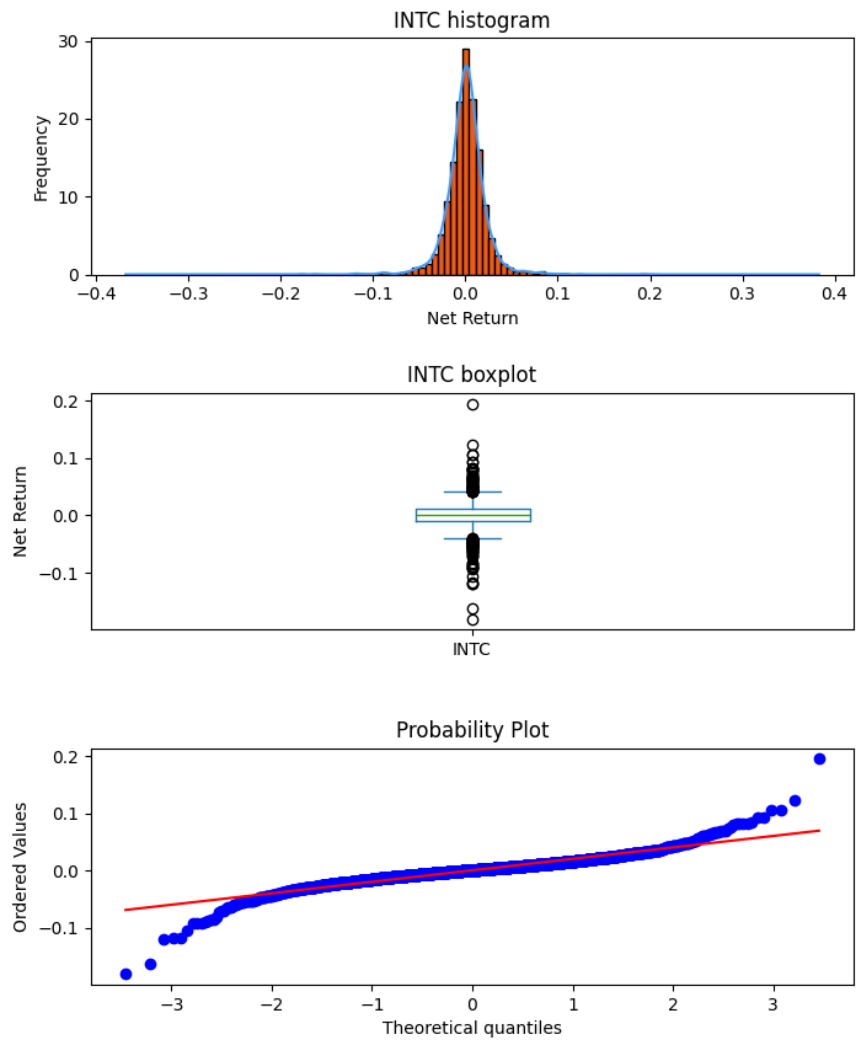 INTC histogram
30
20
10
0
Frequency
−0.4 −0.3 −0.2 −0.1 0.0 0.1 0.2 0.3 0.4
Net Return
INTC boxplot
0.2
0.1
0.0
−0.1
Net Return
INTC
Probability Plot
0.2
0.1
0.0
−0.1
Ordered Values
−3 −2 −1 0 1 2 3
Theoretical quantiles